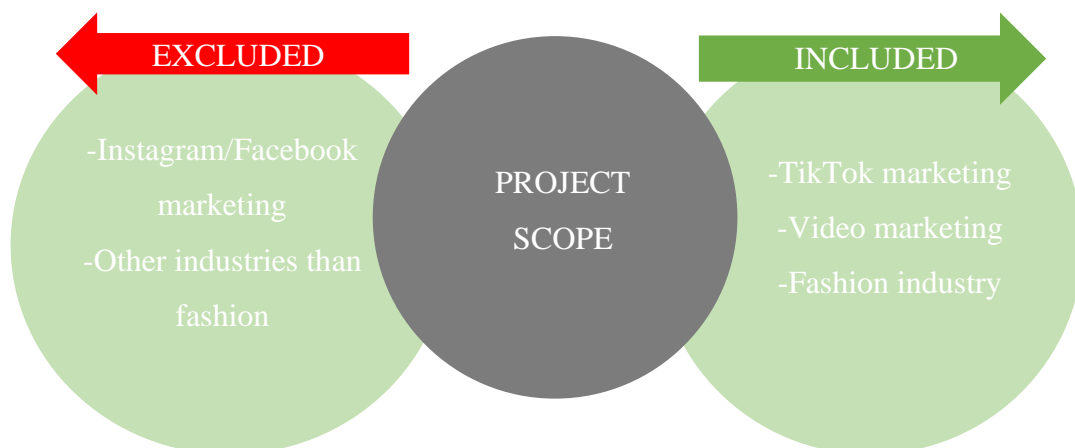 EXCLUDED
-Instagram/Facebook
marketing
-Other industries than
fashion
PROJECT
SCOPE
INCLUDED
-TikTok marketing
-Video marketing
-Fashion industry